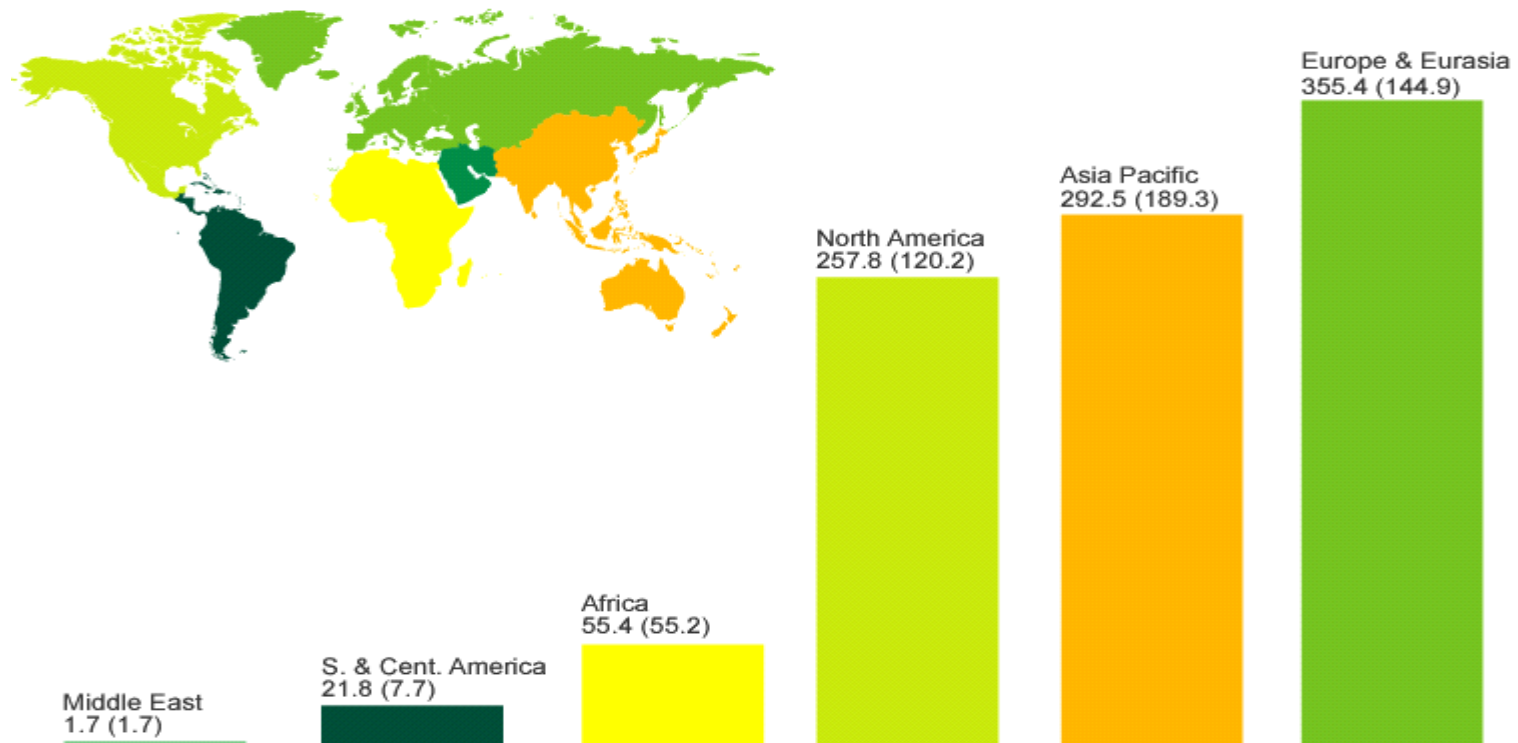 Europe & Eurasia
355.4 (144.9)
Asia Pacific
292.5 (189.3)
North America
257.8 (120.2)
Africa
55.4 (55.2)
S. & Cent. America
21.8 (7.7)
Middle East
1.7 (1.7)